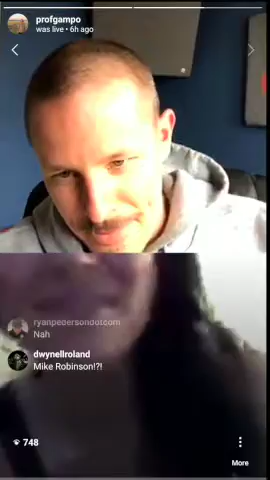 profgampo
was live • 6h ago
ryanpedersondotcom
Nah
dwynellroland
Mike Robinson!?!
748
More